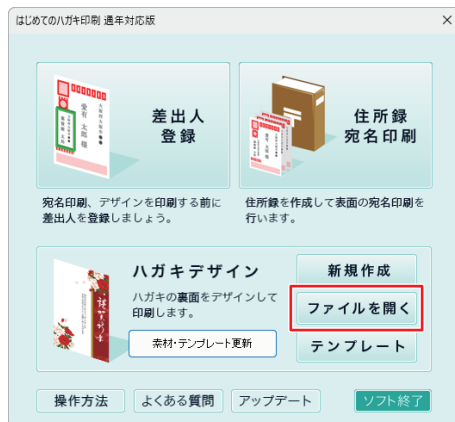 はじめてのハガキ印刷 通年対応版
差出人
登録
住所録
宛名印刷
宛名印刷、デザインを印刷する前に
差出人を登録しましょう。
住所録を作成して表面の宛名印刷を
行います。
ハガキデザイン
ハガキの裏面をデザインして
印刷します。
素材・テンプレート更新
新規作成
ファイルを開く
テンプレート
操作方法
よくある質問
アップデート
ソフト終了